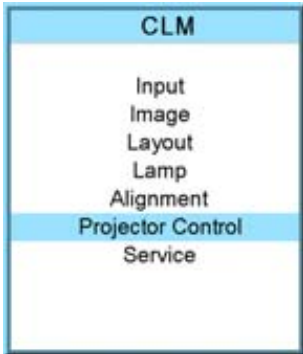 CLM
Input
Image
Layout
Lamp
Alignment
Projector Control
Service